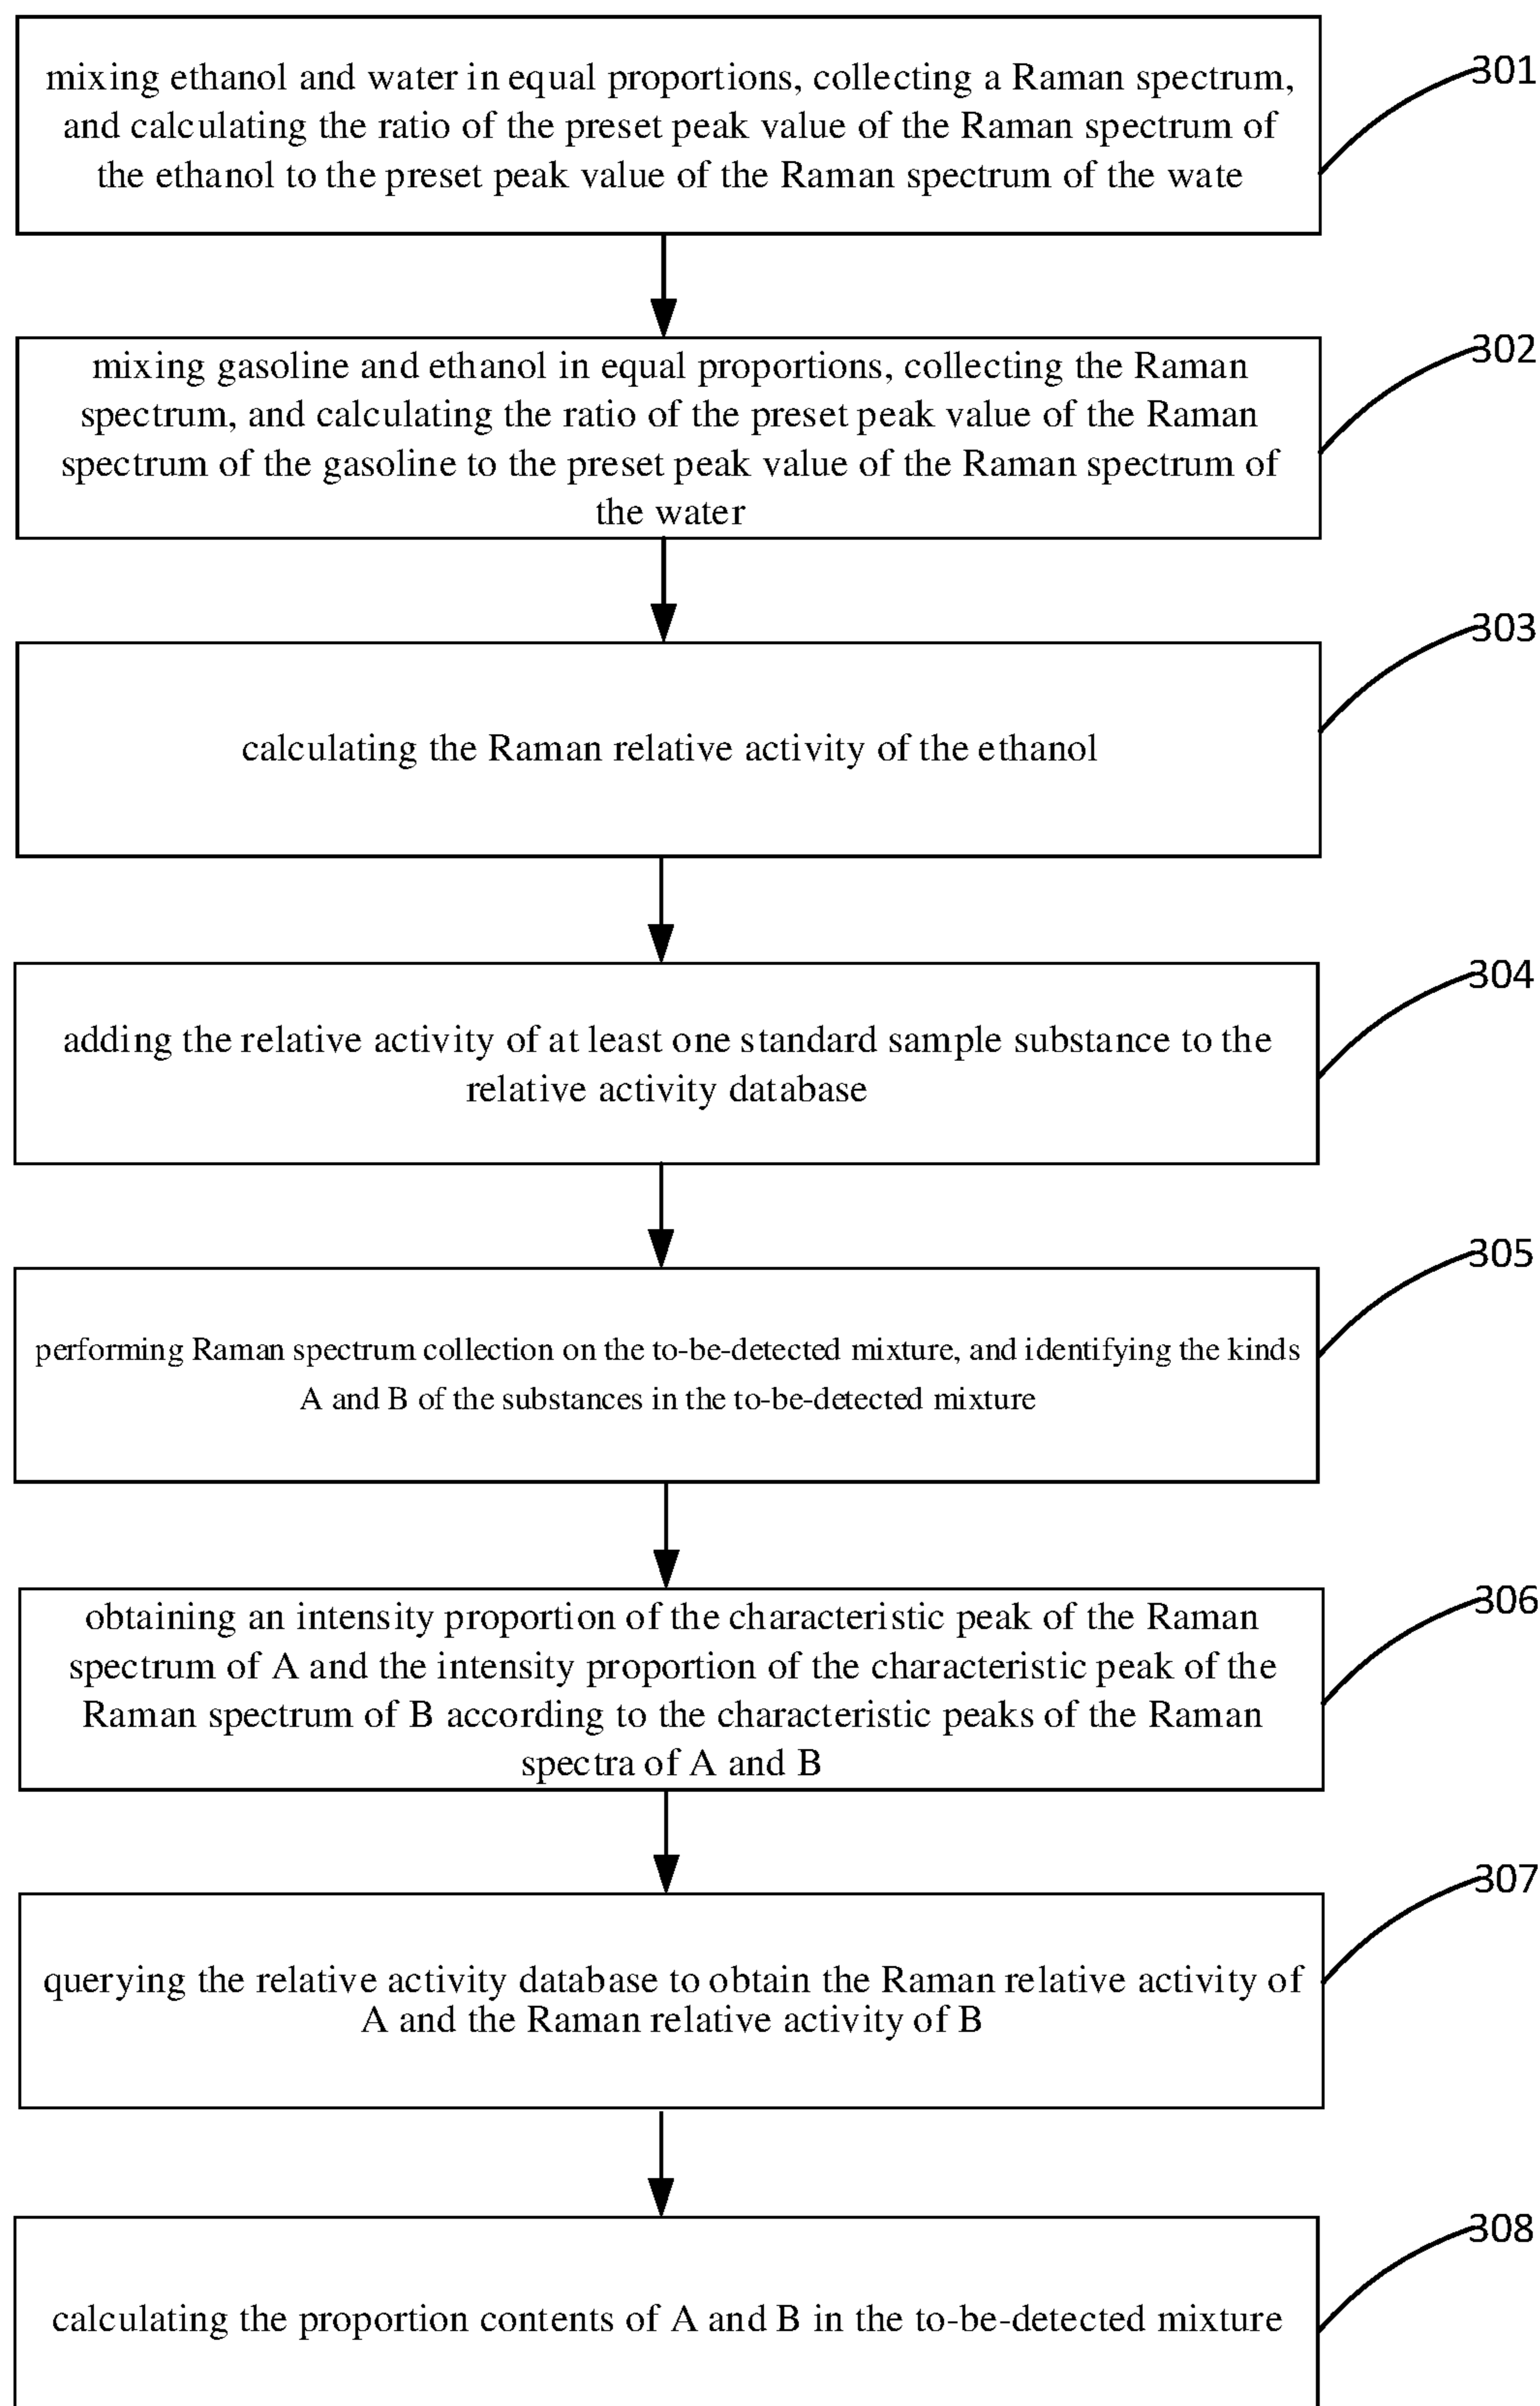 mixing ethanol and water in equal proportions, collecting a Raman spectrum,
and calculating the ratio of the preset peak value of the Raman spectrum of
the ethanol to the preset peak value of the Raman spectrum of the wate
301
mixing gasoline and ethanol in equal proportions, collecting the Raman
spectrum, and calculating the ratio of the preset peak value of the Raman
spectrum of the gasoline to the preset peak value of the Raman spectrum of
the water
302
calculating the Raman relative activity of the ethanol
303
adding the relative activity of at least one standard sample substance to the
relative activity database
304
performing Raman spectrum collection on the to-be-detected mixture, and identifying the kinds
A and B of the substances in the to-be-detected mixture
305
obtaining an intensity proportion of the characteristic peak of the Raman
spectrum of A and the intensity proportion of the characteristic peak of the
Raman spectrum of B according to the characteristic peaks of the Raman
spectra of A and B
306
querying the relative activity database to obtain the Raman relative activity of
A and the Raman relative activity of B
307
calculating the proportion contents of A and B in the to-be-detected mixture
308